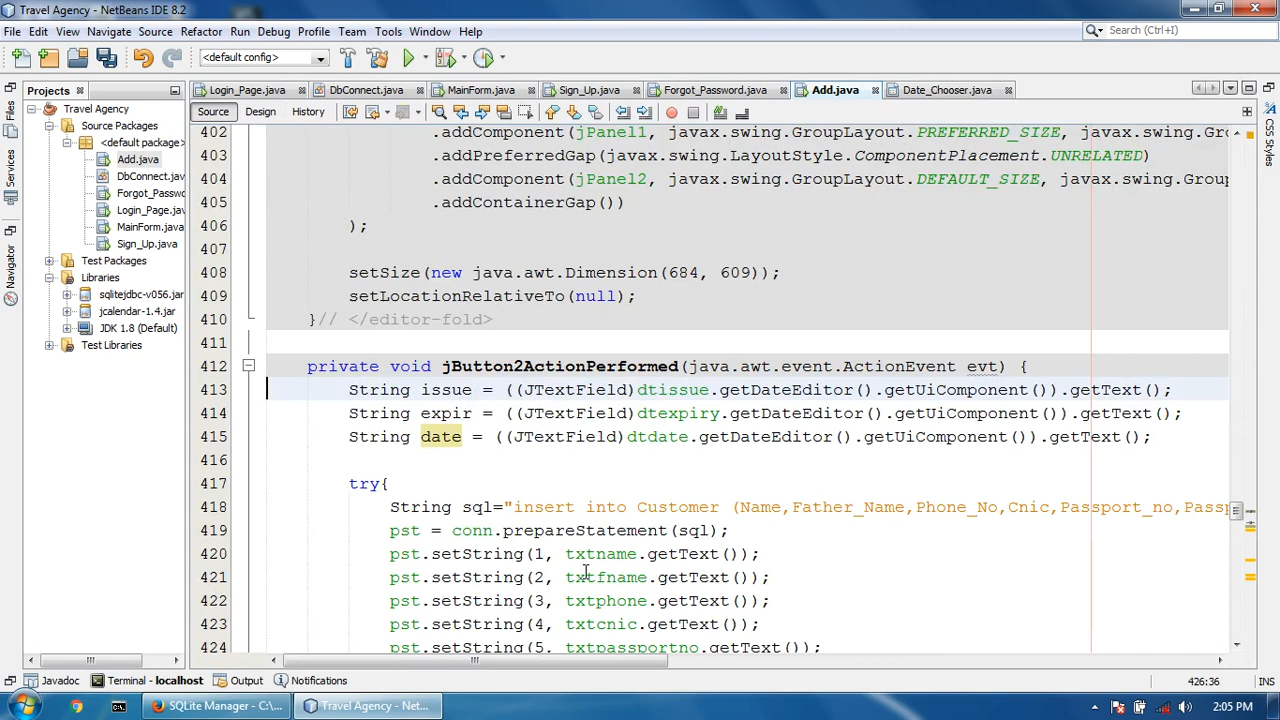 Travel Agency - NetBeans IDE 8.2
File Edit View Navigate Source Refactor Run Debug Profile Team Tools Window Help
Search (Ctrl+I)
<default config>
Projects
Login_Page.java DbConnect.java MainForm.java Sign_Up.java Forgot_Password.java Add.java Date_Chooser.java
Source Design History
Files
Services
Navigator
CSS Styles
Travel Agency
Source Packages
<default package>
Add.java
DbConnect.java
Forgot_Passwo
Login_Page.jav
MainForm.java
Sign_Up.java
Test Packages
Libraries
sqlitejdbc-v056.jar
jcalendar-1.4.jar
JDK 1.8 (Default)
Test Libraries
402 .addComponent(jPanel1, javax.swing.GroupLayout.PREFERRED_SIZE, javax.swing.Gro
403 .addPreferredGap(javax.swing.LayoutStyle.ComponentPlacement.UNRELATED)
404 .addComponent(jPanel2, javax.swing.GroupLayout.DEFAULT_SIZE, javax.swing.Group
405 .addContainerGap())
406 );
407
408 setSize(new java.awt.Dimension(684, 609));
409 setLocationRelativeTo(null);
410 }// </editor-fold>
411
412 private void jButton2ActionPerformed(java.awt.event.ActionEvent evt) {
413 String issue = ((JTextField)dtissue.getDateEditor().getUiComponent()).getText();
414 String expir = ((JTextField)dtexpiry.getDateEditor().getUiComponent()).getText();
415 String date = ((JTextField)dtdate.getDateEditor().getUiComponent()).getText();
416
417 try{
418 String sql="insert into Customer (Name,Father_Name,Phone_No,Cnic,Passport_no,Passp
419 pst = conn.prepareStatement(sql);
420 pst.setString(1, txtname.getText());
421 pst.setString(2, txtfname.getText());
422 pst.setString(3, txtphone.getText());
423 pst.setString(4, txtcnic.getText());
424 pst.setString(5, txtpassportno.getText());
Javadoc Terminal - localhost Output Notifications
426:36 INS
SQLite Manager - C:\... Travel Agency - Net...
2:05 PM